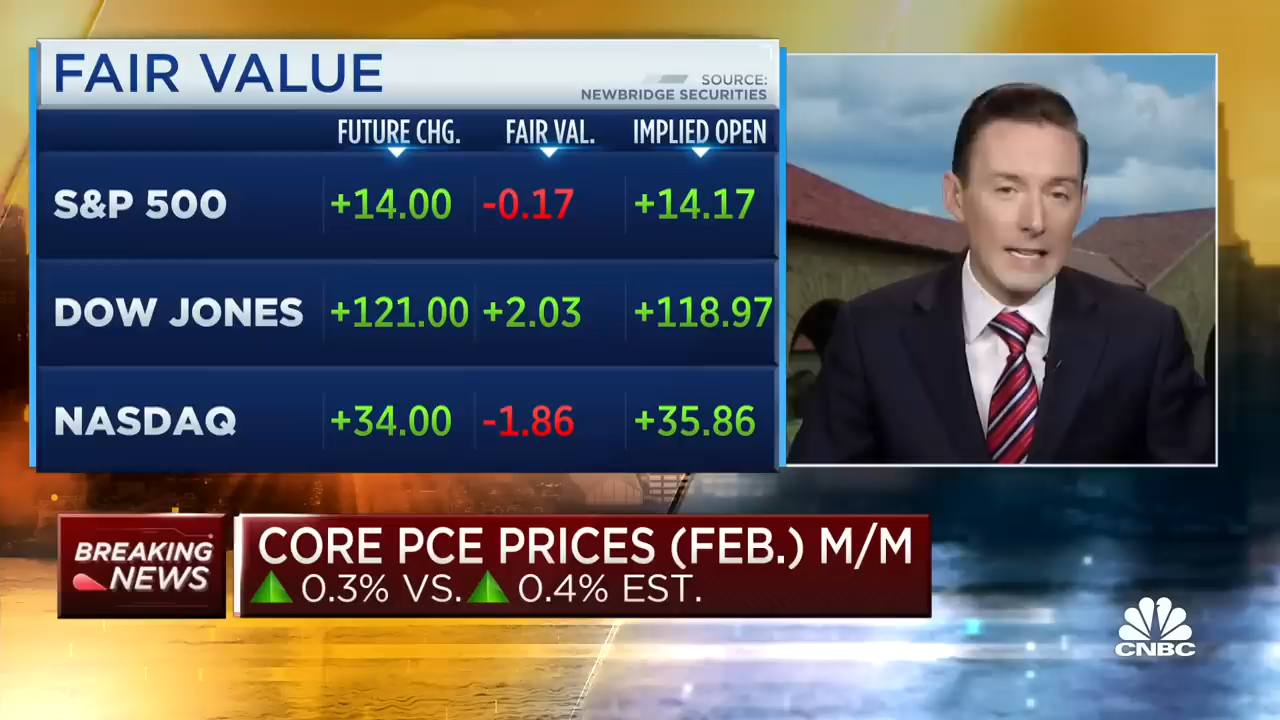 FAIR VALUE
SOURCE:
NEWBRIDGE SECURITIES
FUTURE CHG. FAIR VAL. IMPLIED OPEN
S&P 500 +14.00 -0.17 +14.17
DOW JONES +121.00 +2.03 +118.97
NASDAQ +34.00 -1.86 +35.86
BREAKING
NEWS
CORE PCE PRICES (FEB.) M/M
0.3% VS. 0.4% EST.
CNBC